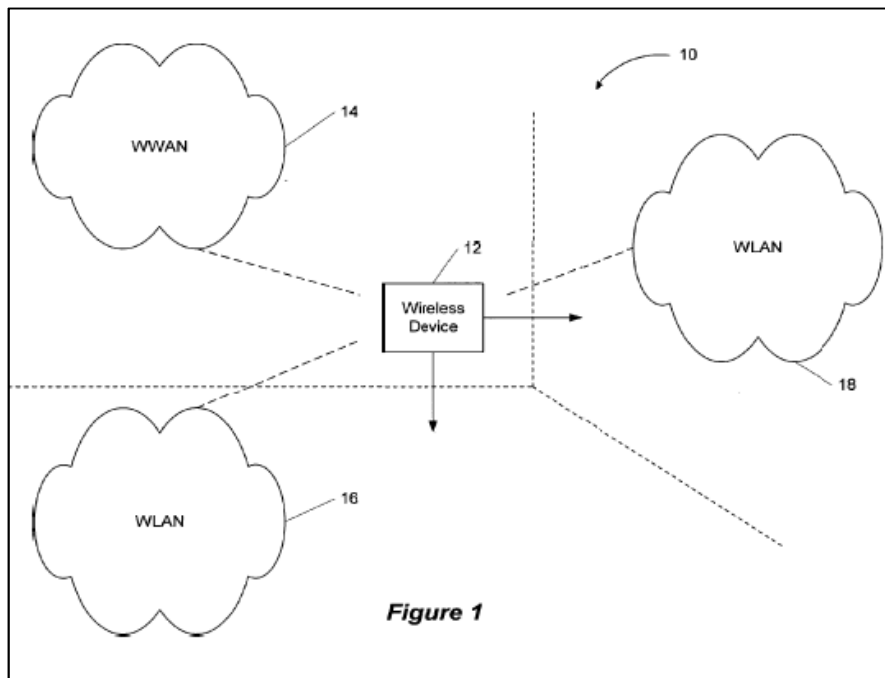 10
14
WWAN
12
WLAN
Wireless
Device
18
16
WLAN
Figure 1